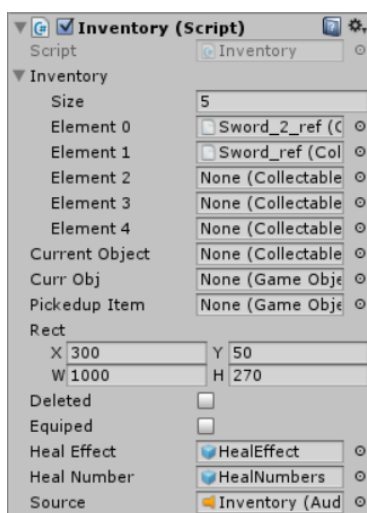 Inventory (Script)
Script Inventory
Inventory
Size 5
Element 0 Sword_2_ref (C
Element 1 Sword_ref (Col
Element 2 None (Collectable
Element 3 None (Collectable
Element 4 None (Collectable
Current Object None (Collectable
Curr Obj None (Game Obje
Pickedup Item None (Game Obje
Rect
X 300 Y 50
W 1000 H 270
Deleted
Equiped
Heal Effect HealEffect
Heal Number HealNumbers
Source Inventory (Aud